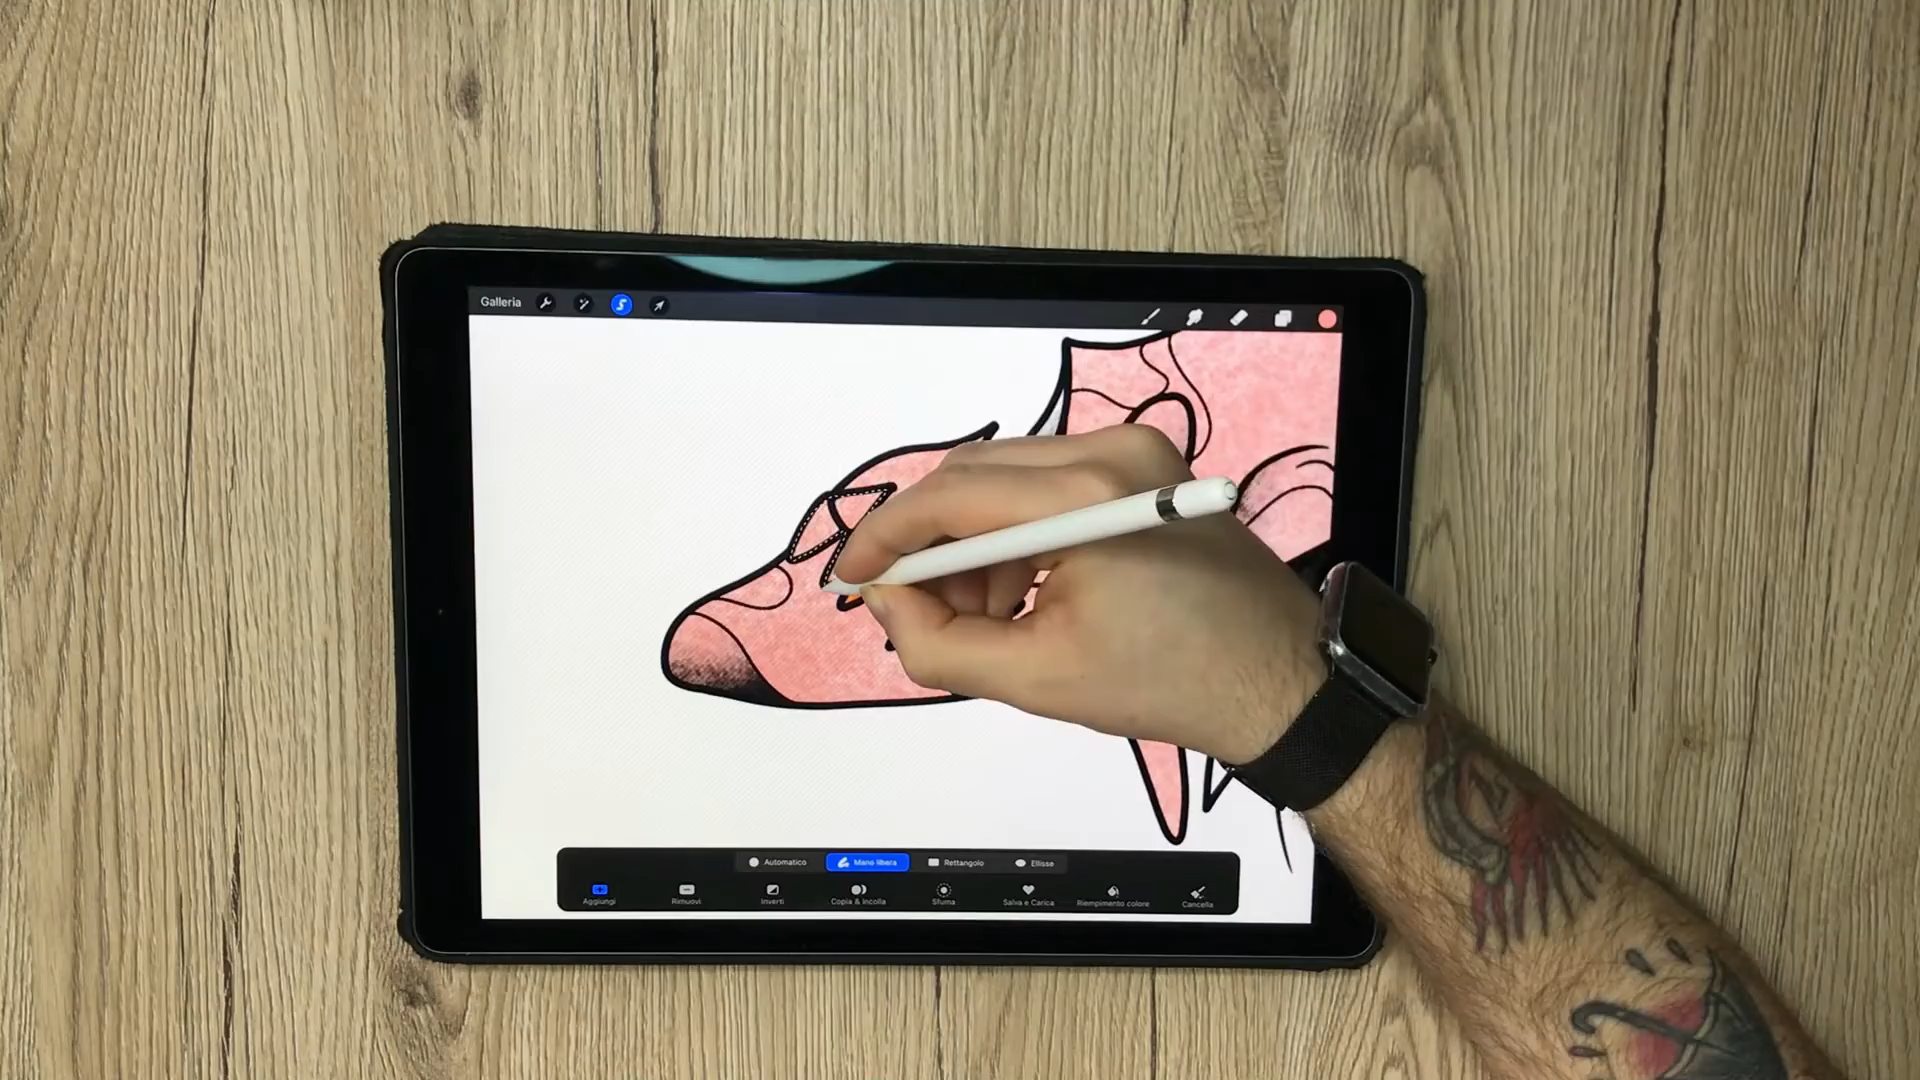 Galleria
Automatico Mano libera Rettangolo Ellisse
Aggiungi Rimuovi Inverti Copia & Incolla Sfuma Salva e Carica Riempimento colore Cancella